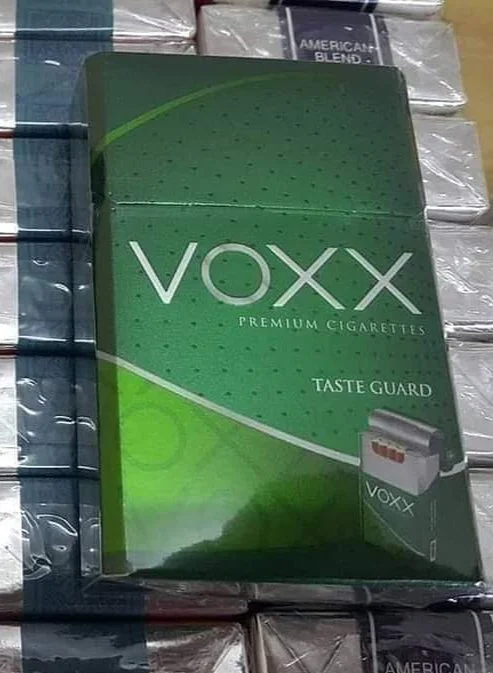 AMERICAN
BLEND
VOXX
PREMIUM CIGARETTES
TASTE GUARD
VOXX
AMERICAN